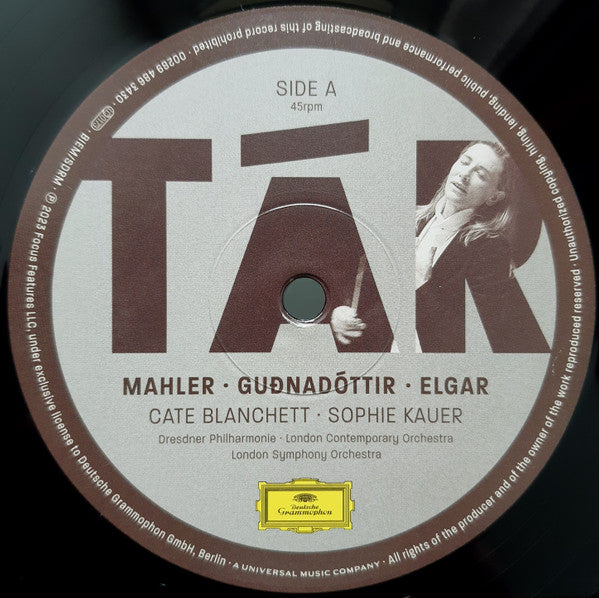 SIDE A
45rpm
TÁR
MAHLER · GUÐNADÓTTIR · ELGAR
CATE BLANCHETT · SOPHIE KAUER
Dresdner Philharmonie · London Contemporary Orchestra
London Symphony Orchestra
Deutsche
Grammophon
BIEM/SDRM · ℗ 2023 Focus Features LLC, under exclusive license to Deutsche Grammophon GmbH, Berlin · A UNIVERSAL MUSIC COMPANY · All rights of the producer and of the owner of the work reproduced reserved · Unauthorized copying, hiring, lending, public performance and broadcasting of this record prohibited · 00289 486 3430 ·